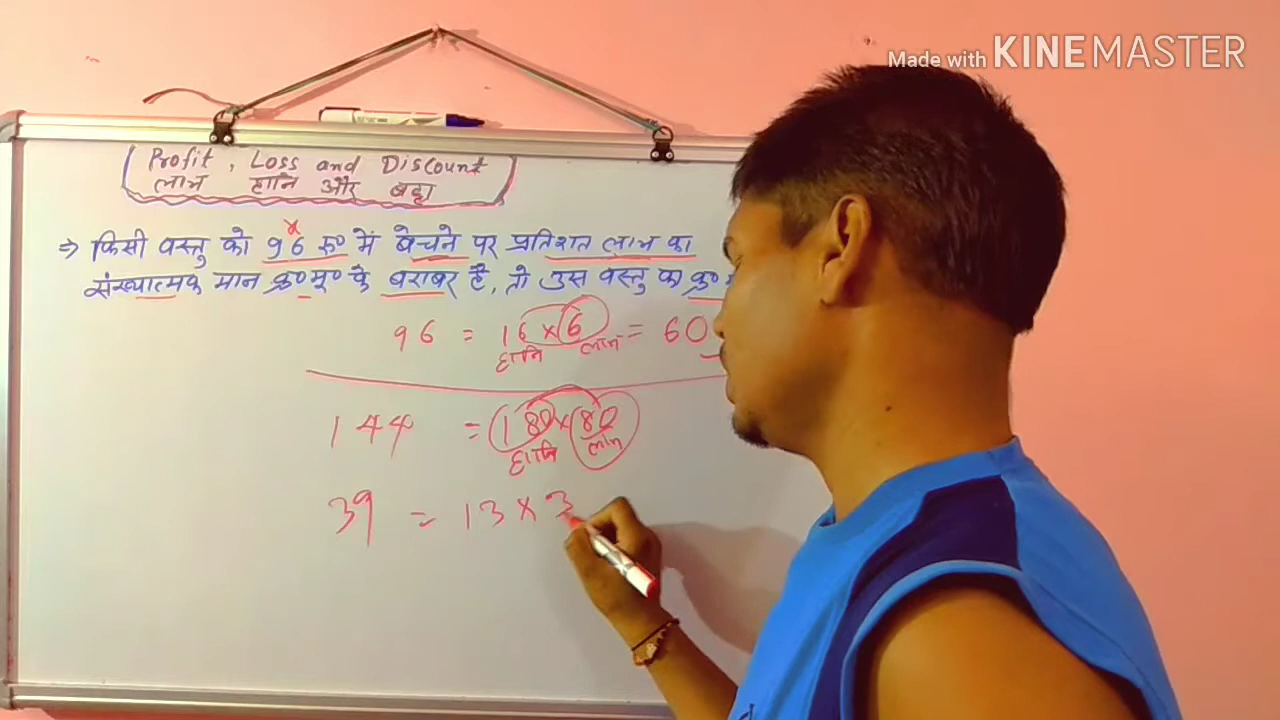 Made with KINEMASTER
Profit, Loss and Discount
लाभ हानि और बट्टा
⇒ किसी वस्तु को 96 रु० में बेचने पर प्रतिशत लाभ का
संख्यात्मक मान क्र०मू० के बराबर है, तो उस वस्तु का क्र०
96 = 16 × 6 = 60
हानि लाभ
144 = 180 × 80
हानि लाभ
39 = 13 × 3